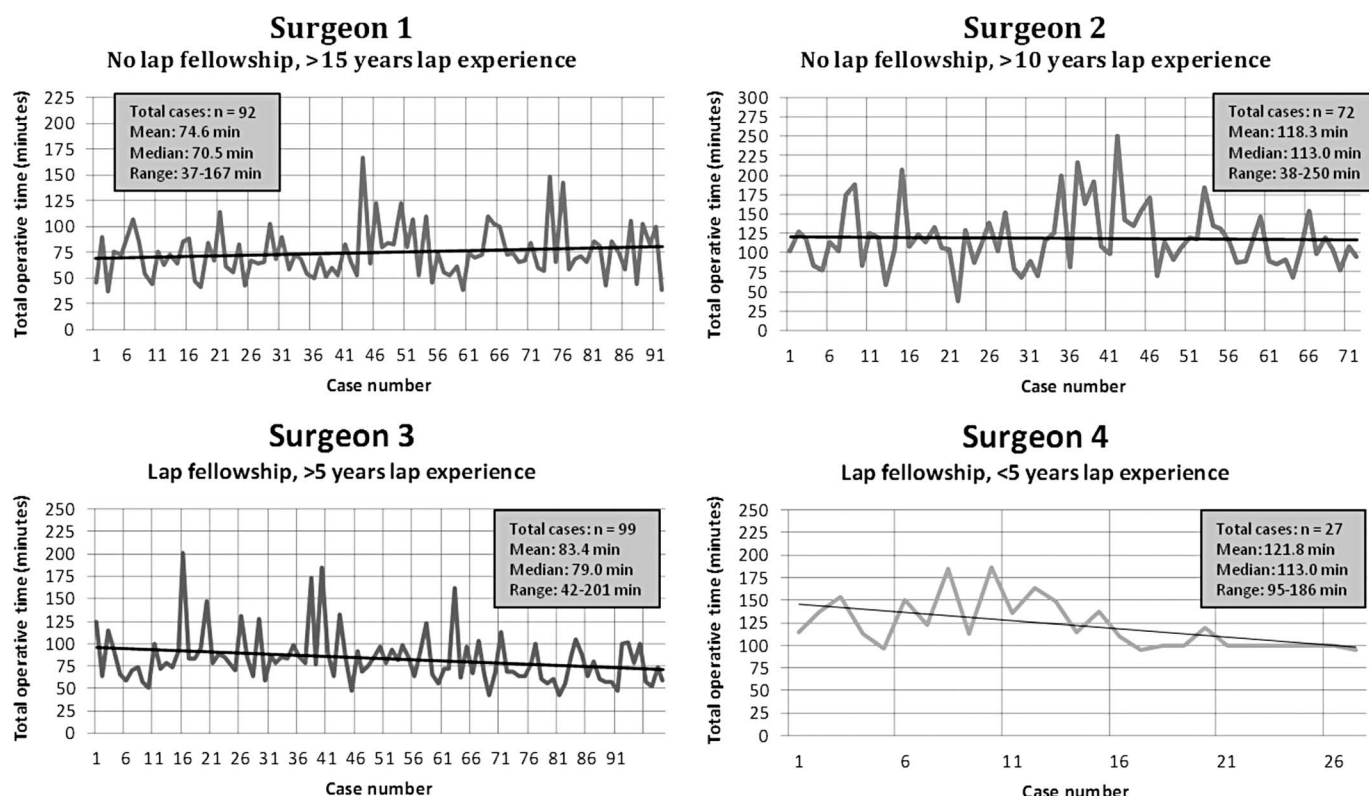 Surgeon 1
No lap fellowship, >15 years lap experience
Total operative time (minutes)
225
200
175
150
125
100
75
50
25
0
Total cases: n = 92
Mean: 74.6 min
Median: 70.5 min
Range: 37-167 min
1 6 11 16 21 26 31 36 41 46 51 56 61 66 71 76 81 86 91
Case number
Surgeon 2
No lap fellowship, >10 years lap experience
Total operative time (minutes)
300
275
250
225
200
175
150
125
100
75
50
25
0
Total cases: n = 72
Mean: 118.3 min
Median: 113.0 min
Range: 38-250 min
1 6 11 16 21 26 31 36 41 46 51 56 61 66 71
Case number
Surgeon 3
Lap fellowship, >5 years lap experience
Total operative time (minutes)
250
225
200
175
150
125
100
75
50
25
0
Total cases: n = 99
Mean: 83.4 min
Median: 79.0 min
Range: 42-201 min
1 6 11 16 21 26 31 36 41 46 51 56 61 66 71 76 81 86 91
Case number
Surgeon 4
Lap fellowship, <5 years lap experience
Total operative time (minutes)
250
225
200
175
150
125
100
75
50
25
0
Total cases: n = 27
Mean: 121.8 min
Median: 113.0 min
Range: 95-186 min
1 6 11 16 21 26
Case number